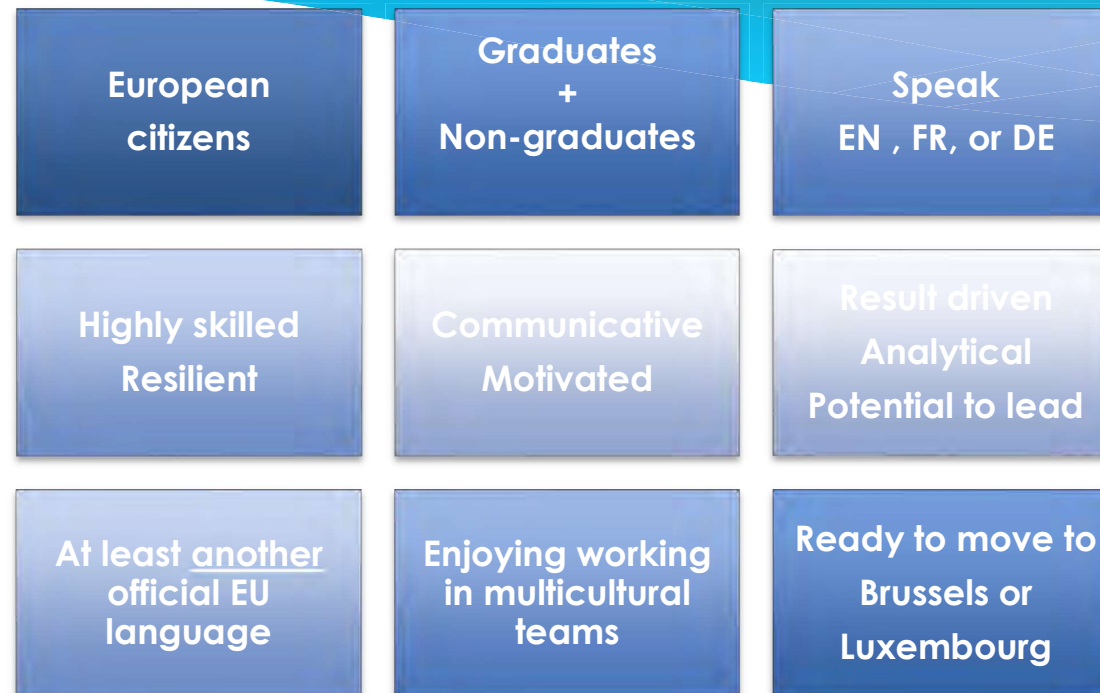 European
citizens
Graduates
+
Non-graduates
Speak
EN , FR, or DE
Highly skilled
Resilient
Communicative
Motivated
Result driven
Analytical
Potential to lead
At least another
official EU
language
Enjoying working
in multicultural
teams
Ready to move to
Brussels or
Luxembourg